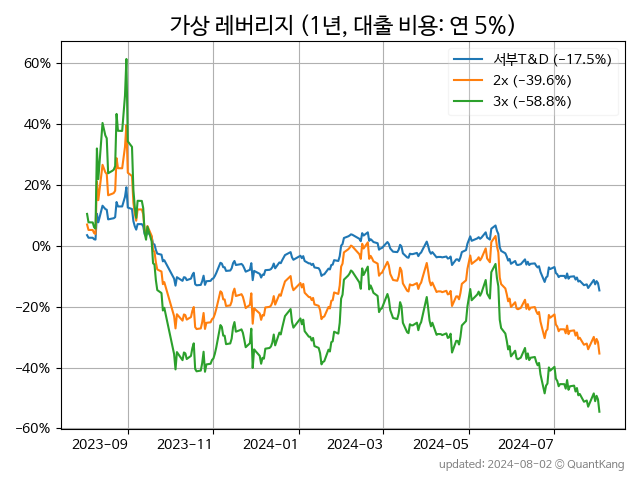 가상 레버리지 (1년, 대출 비용: 연 5%)
서부T&D (−17.5%)
2x (−39.6%)
3x (−58.8%)
60%
40%
20%
0%
−20%
−40%
−60%
2023-09
2023-11
2024-01
2024-03
2024-05
2024-07
updated: 2024-08-02 © QuantKang